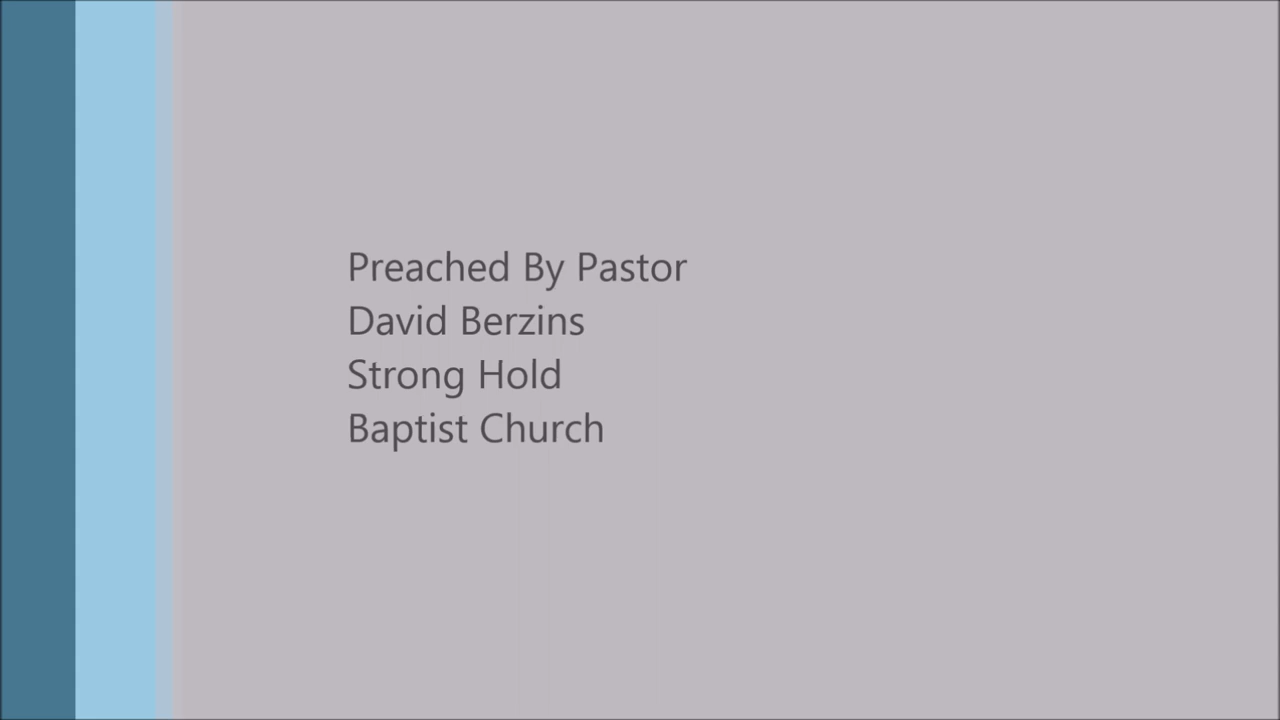 Preached By Pastor
David Berzins
Strong Hold
Baptist Church